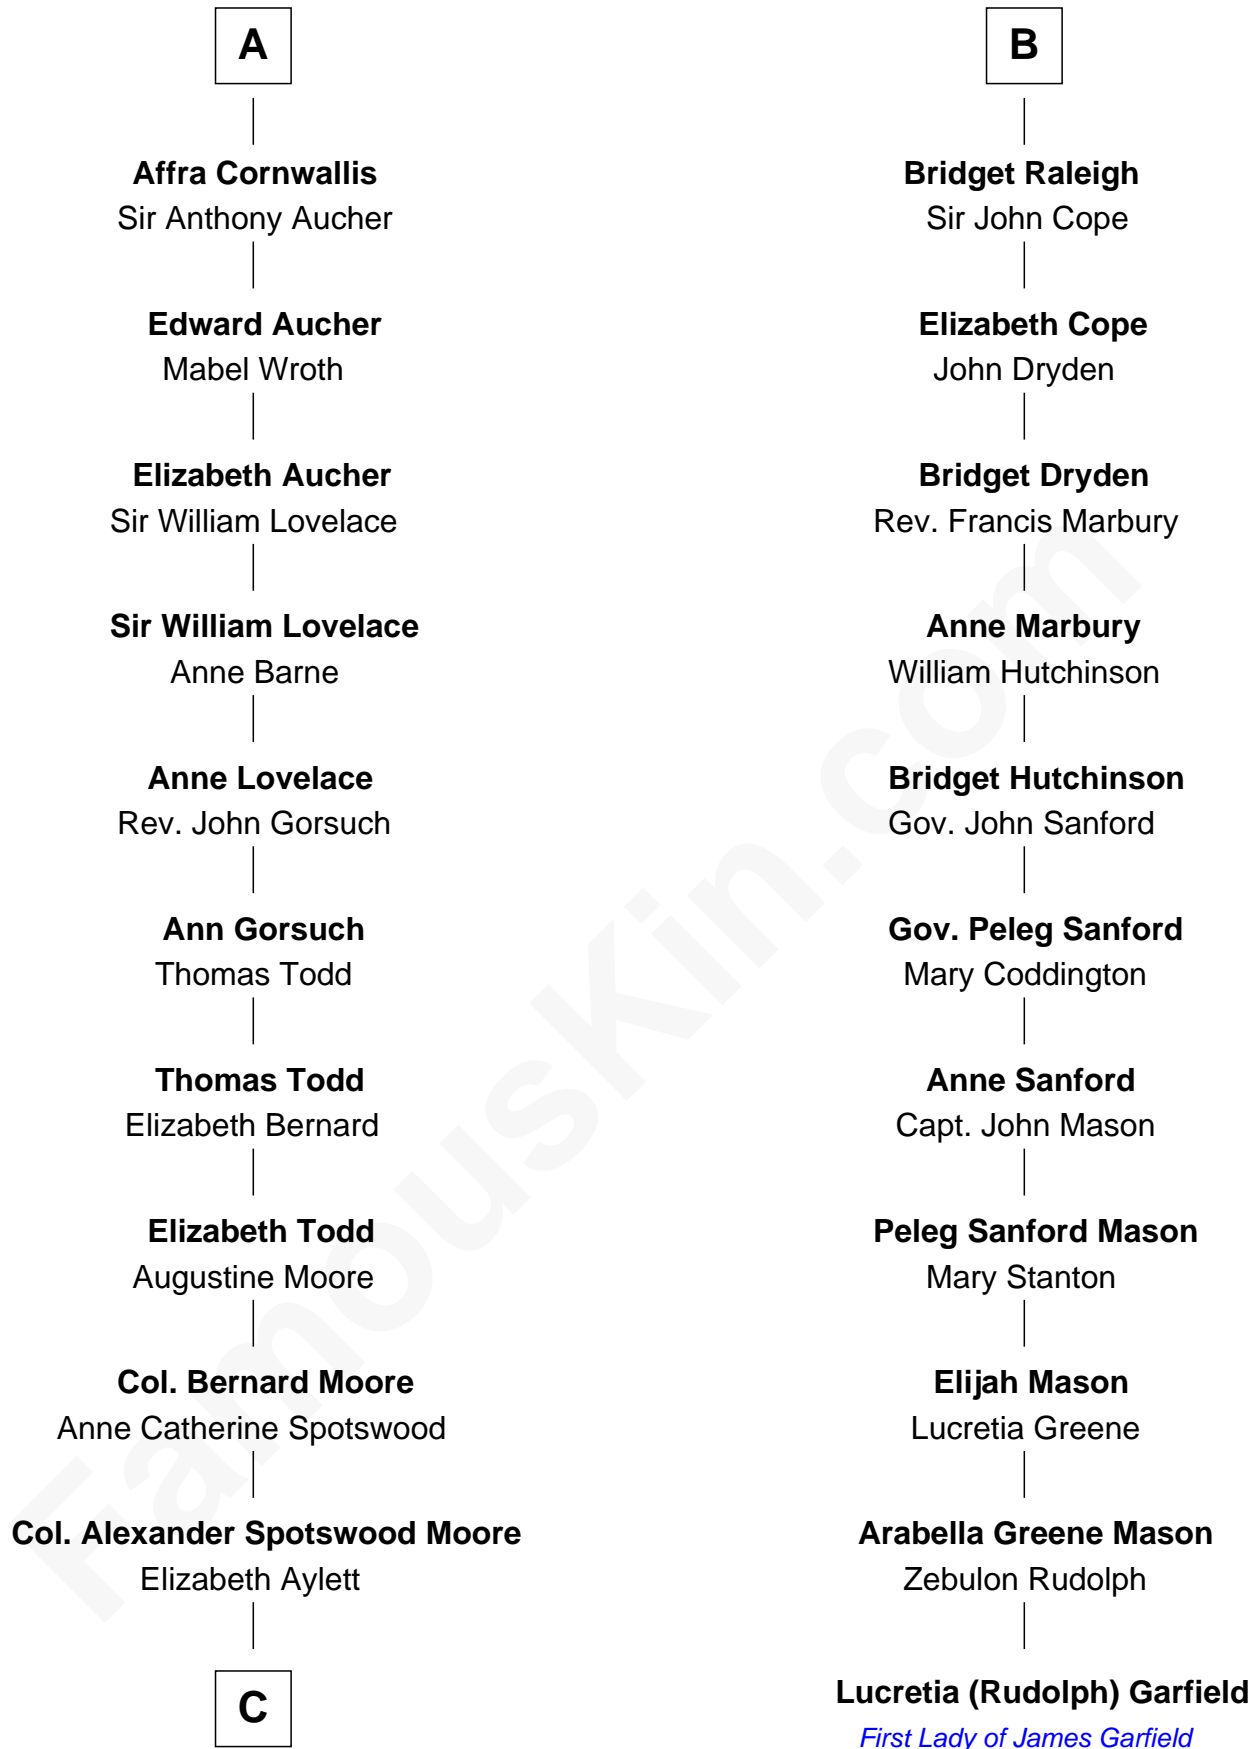 A
Affra Cornwallis
Sir Anthony Aucher
Edward Aucher
Mabel Wroth
Elizabeth Aucher
Sir William Lovelace
Sir William Lovelace
Anne Barne
Anne Lovelace
Rev. John Gorsuch
Ann Gorsuch
Thomas Todd
Thomas Todd
Elizabeth Bernard
Elizabeth Todd
Augustine Moore
Col. Bernard Moore
Anne Catherine Spotswood
Col. Alexander Spotswood Moore
Elizabeth Aylett
C
B
Bridget Raleigh
Sir John Cope
Elizabeth Cope
John Dryden
Bridget Dryden
Rev. Francis Marbury
Anne Marbury
William Hutchinson
Bridget Hutchinson
Gov. John Sanford
Gov. Peleg Sanford
Mary Coddington
Anne Sanford
Capt. John Mason
Peleg Sanford Mason
Mary Stanton
Elijah Mason
Lucretia Greene
Arabella Greene Mason
Zebulon Rudolph
Lucretia (Rudolph) Garfield
First Lady of James Garfield
FamousKin.com